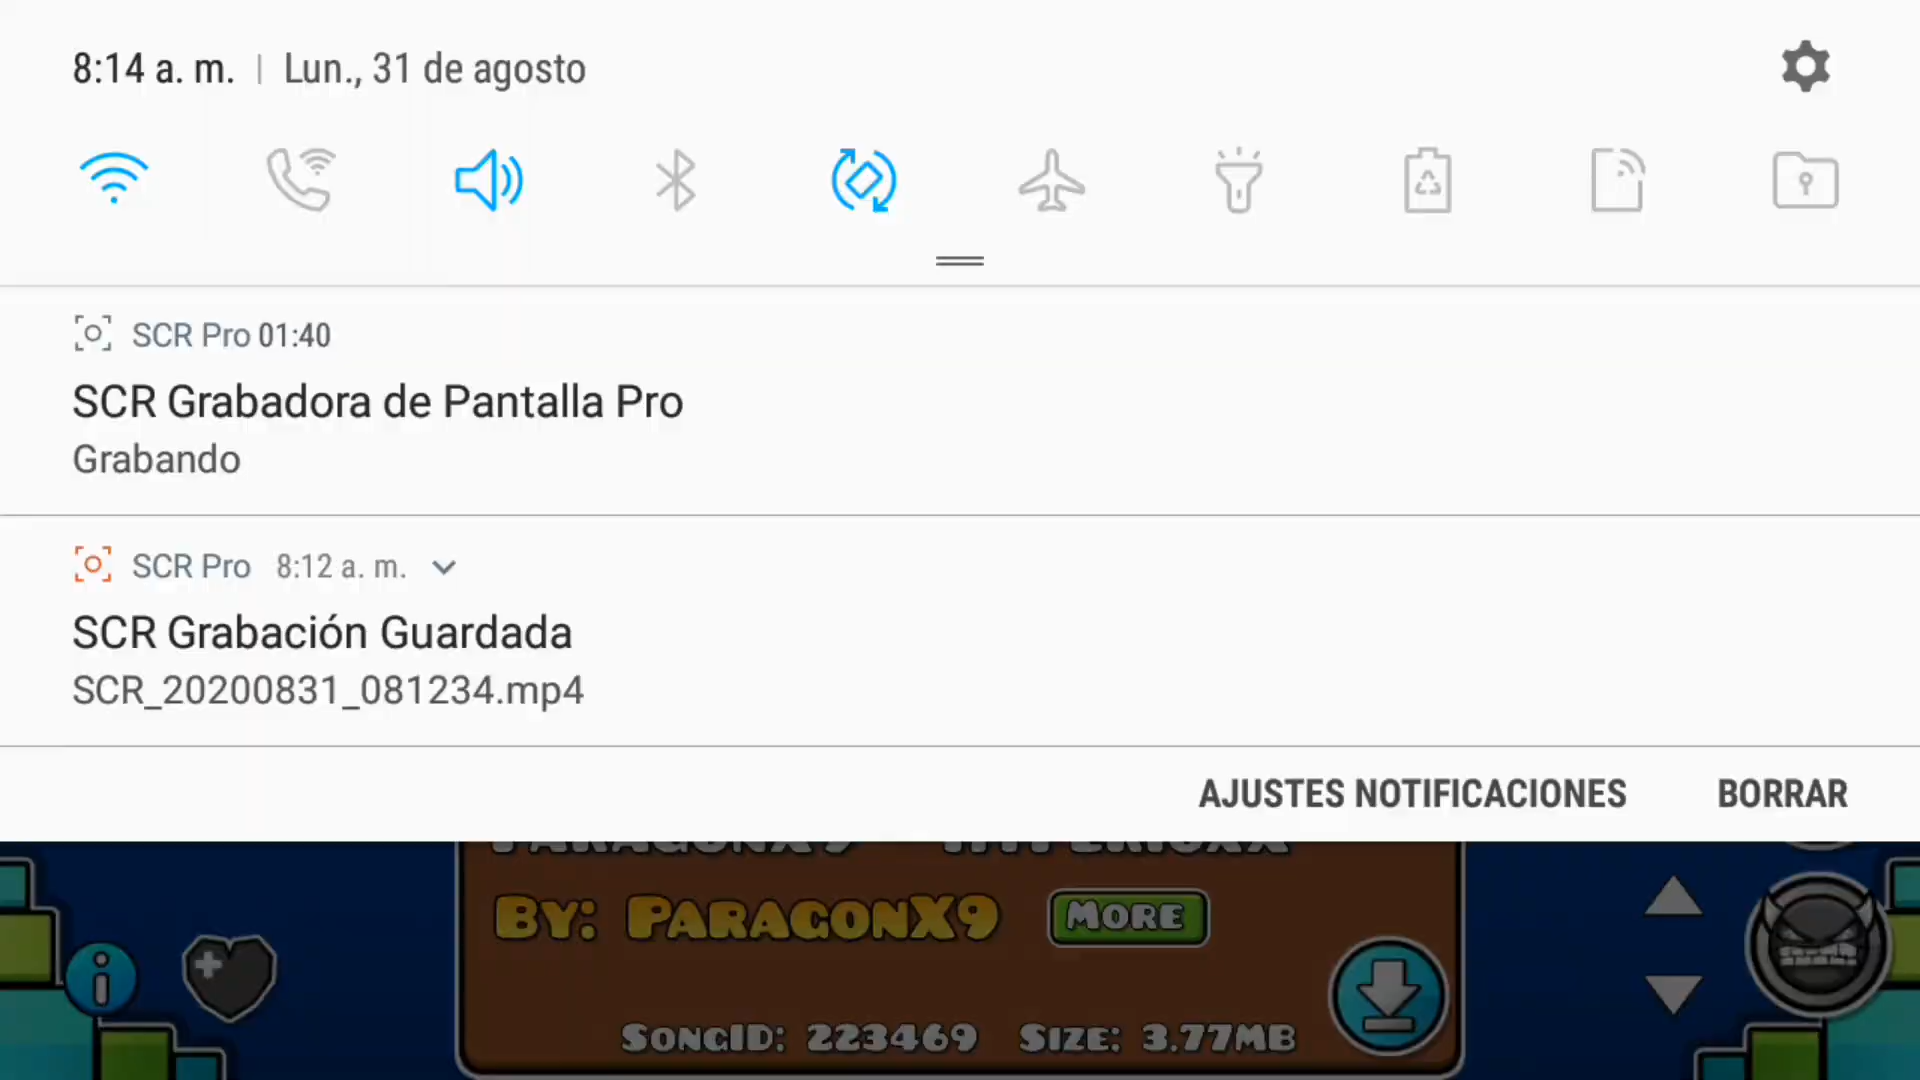 8:14 a. m. | Lun., 31 de agosto
SCR Pro 01:40
SCR Grabadora de Pantalla Pro
Grabando
SCR Pro 8:12 a. m.
SCR Grabación Guardada
SCR_20200831_081234.mp4
AJUSTES NOTIFICACIONES BORRAR
By: ParagonX9 More
SongID: 223469 Size: 3.77MB